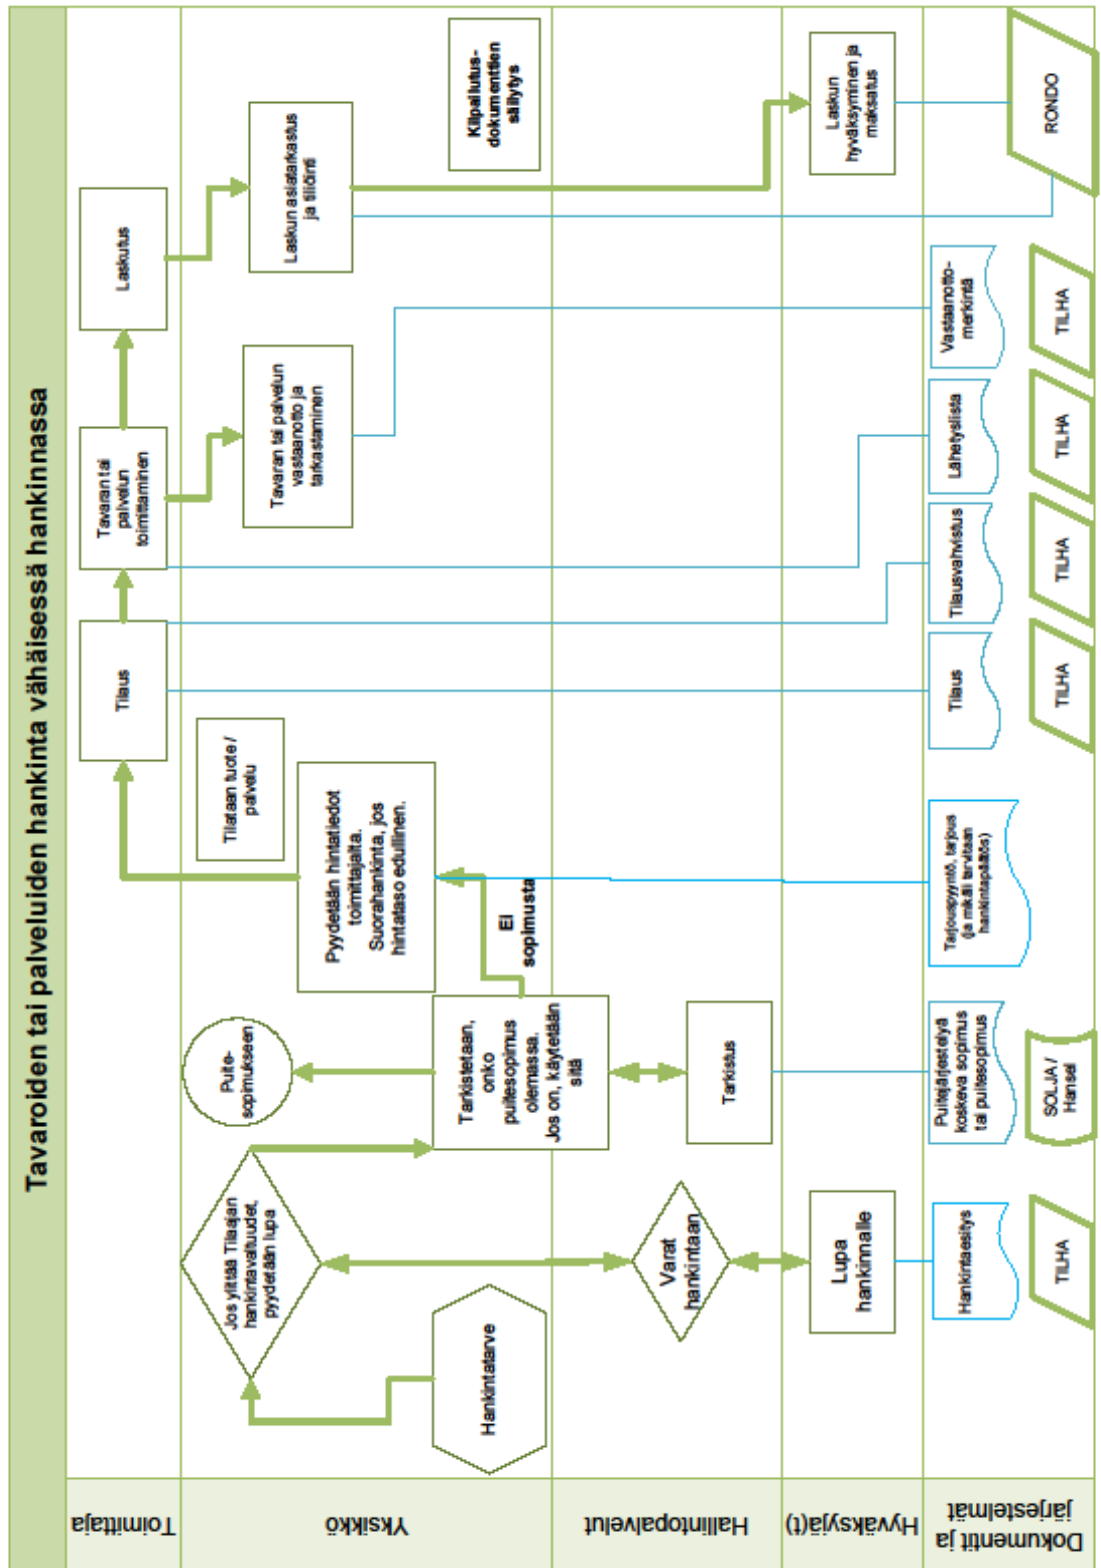 Tavaroiden tai palveluiden hankinta vähäisessä hankinnassa
Toimittaja
Tilaus
Tavaran tai
palvelun
toimittaminen
Laskutus
Yksikkö
Hankintatarve
Jos ylittää Tilaajan
hankintavaltuudet,
pyydetään lupa
Puite-
sopimukseen
Tarkistetaan,
onko
puitesopimus
olemassa.
Jos on, käytetään
sitä
EI
sopimusta
Pyydetään hintatiedot
toimittajalta.
Suorahankinta, jos
hintataso edullinen.
Tilataan tuote /
palvelu
Tavaran tai palvelun
vastaanotto ja
tarkastaminen
Laskun asiatarkastus
ja tiliöinti
Kilpailutus-
dokumenttien
säilytys
Hallintopalvelut
Varat
hankintaan
Tarkistus
Hyväksyjä(t)
Lupa
hankinnalle
Laskun
hyväksyminen ja
maksatus
Dokumentit ja
järjestelmät
Hankintaesitys
Puitejärjestelyä
koskeva sopimus
tai puitesopimus
Tarjouspyyntö, tarjous
(ja mikäli tarvitaan
hankintapäätös)
Tilaus
Tilausvahvistus
Lähetyslista
Vastaanotto-
merkintä
TILHA
SOLJA /
Hansel
TILHA
TILHA
TILHA
TILHA
RONDO